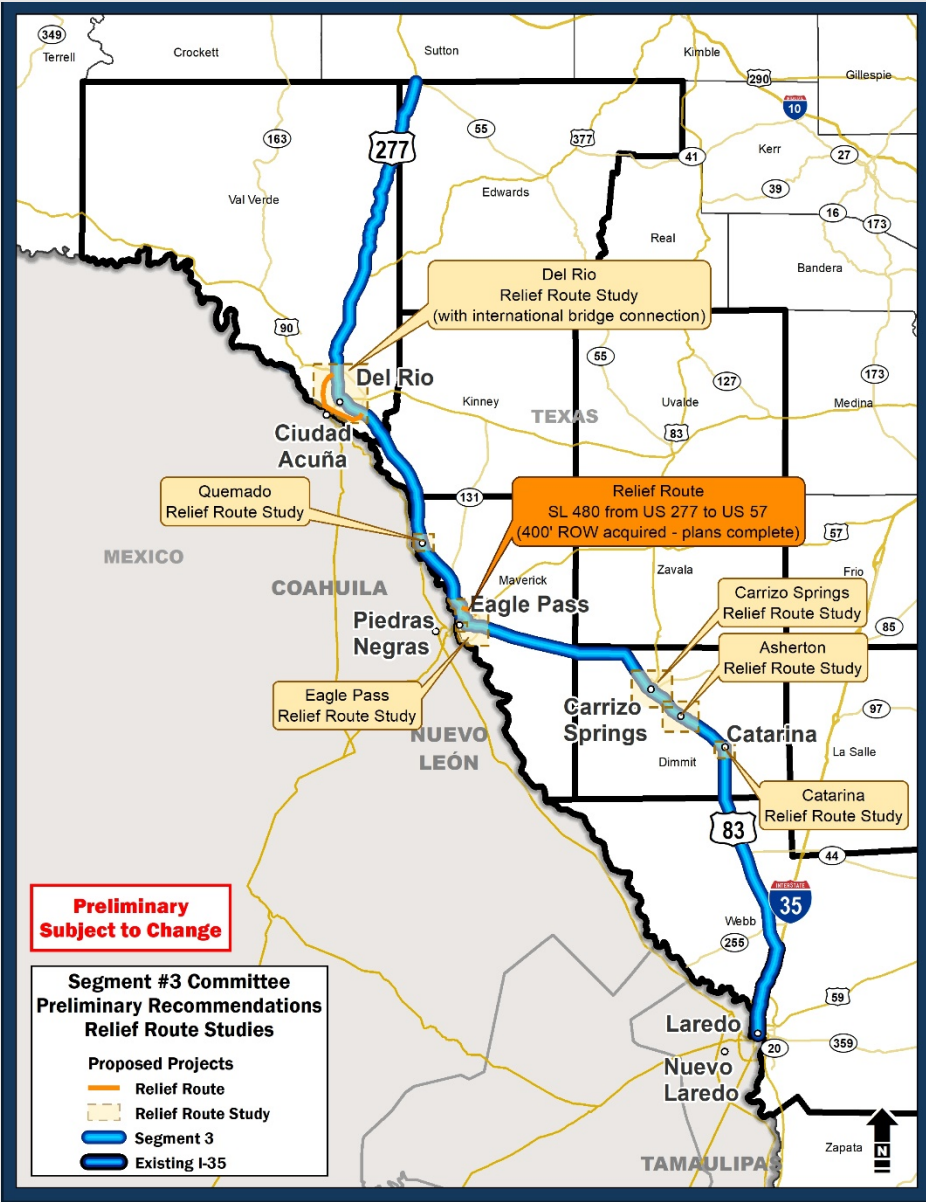 349
Terrell
Crockett
Sutton
Kimble
290
Gillespie
INTERSTATE
10
163
277
55
377
41
Kerr
27
39
Val Verde
Edwards
16
173
Real
Bandera
Del Rio
Relief Route Study
(with international bridge connection)
90
55
127
173
Del Rio
Kinney
TEXAS
Uvalde
Medina
83
Ciudad
Acuña
Quemado
Relief Route Study
131
Relief Route
SL 480 from US 277 to US 57
(400' ROW acquired - plans complete)
57
MEXICO
COAHUILA
Maverick
Zavala
Frio
Carrizo Springs
Relief Route Study
85
Eagle Pass
Piedras
Negras
Asherton
Relief Route Study
Eagle Pass
Relief Route Study
Carrizo
Springs
97
NUEVO
LEÓN
Catarina
La Salle
Dimmit
Catarina
Relief Route Study
83
44
INTERSTATE
35
Preliminary
Subject to Change
Webb
255
59
Segment #3 Committee
Preliminary Recommendations
Relief Route Studies
Proposed Projects
Relief Route
Relief Route Study
Segment 3
Existing I-35
Laredo
20
359
Nuevo
Laredo
Zapata
N
TAMAULIPAS